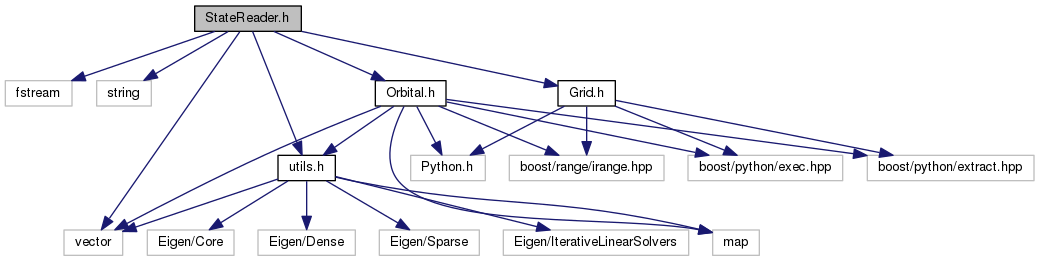 StateReader.h
fstream
string
Orbital.h
Grid.h
utils.h
Python.h
boost/range/irange.hpp
boost/python/exec.hpp
boost/python/extract.hpp
vector
Eigen/Core
Eigen/Dense
Eigen/Sparse
Eigen/IterativeLinearSolvers
map